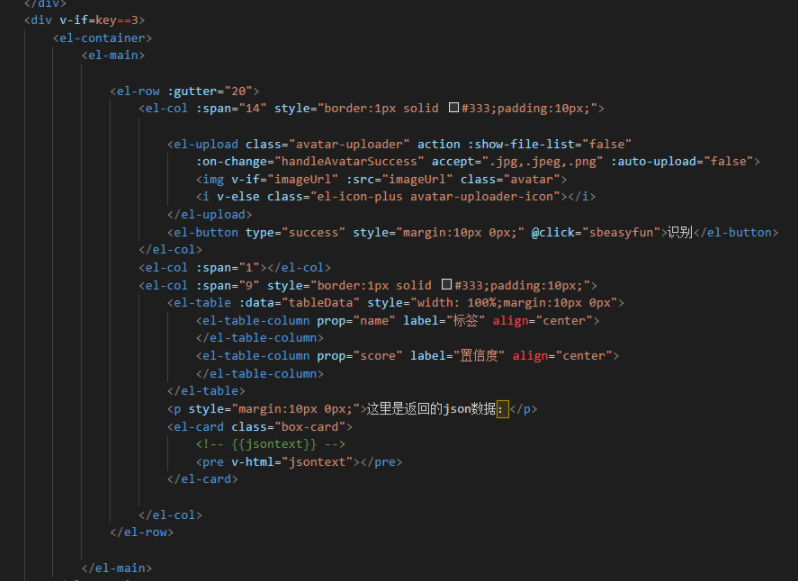 </div>
<div v-if=key==3>
<el-container>
<el-main>
<el-row :gutter="20">
<el-col :span="14" style="border:1px solid #333;padding:10px;">
<el-upload class="avatar-uploader" action :show-file-list="false"
:on-change="handleAvatarSuccess" accept=".jpg,.jpeg,.png" :auto-upload="false">
<img v-if="imageUrl" :src="imageUrl" class="avatar">
<i v-else class="el-icon-plus avatar-uploader-icon"></i>
</el-upload>
<el-button type="success" style="margin:10px 0px;" @click="sbeasyfun">识别</el-button>
</el-col>
<el-col :span="1"></el-col>
<el-col :span="9" style="border:1px solid #333;padding:10px;">
<el-table :data="tableData" style="width: 100%;margin:10px 0px">
<el-table-column prop="name" label="标签" align="center">
</el-table-column>
<el-table-column prop="score" label="置信度" align="center">
</el-table-column>
</el-table>
<p style="margin:10px 0px;">这里是返回的json数据：</p>
<el-card class="box-card">
<!-- {{jsontext}} -->
<pre v-html="jsontext"></pre>
</el-card>
</el-col>
</el-row>
</el-main>